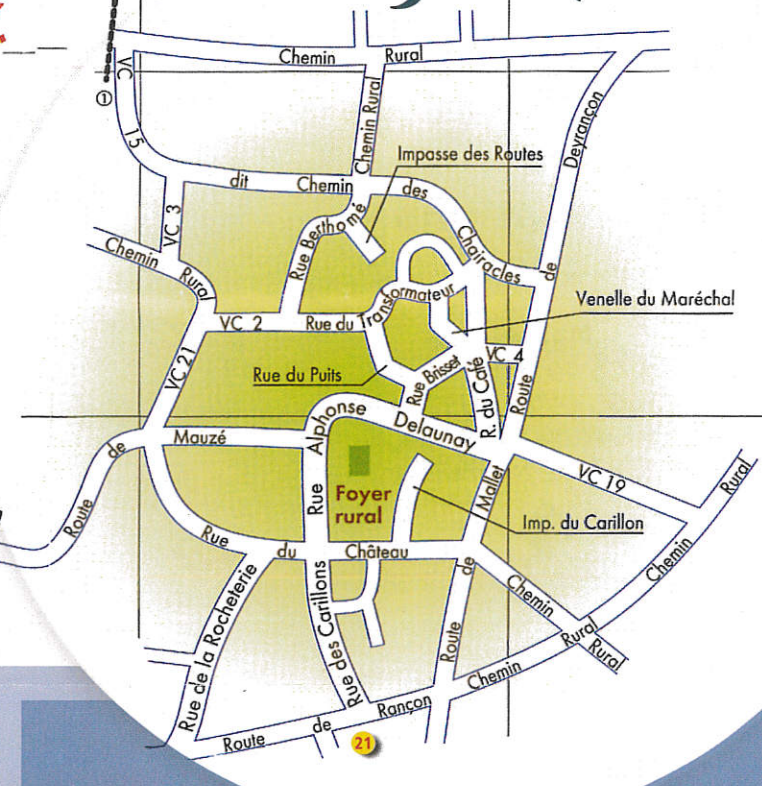 Chemin Rural
VC 15 dit Chemin des Chairacles
①
Chemin Rural
Route de Deyrançon
Impasse des Routes
VC 3
Rue Berthomé
Chemin Rural
Venelle du Maréchal
VC 2
Rue du Transformateur
VC 21
Rue du Puits
Rue Brisset
VC 4
R. du Café
Route de Mauzé
Rue Alphonse Delaunay
VC 19
Foyer
rural
Imp. du Carillon
Route de Mallet
Rue du Château
Chemin Rural
Chemin Rural
Rue de la Rocheterie
Rue des Carillons
Route de Rançon
21